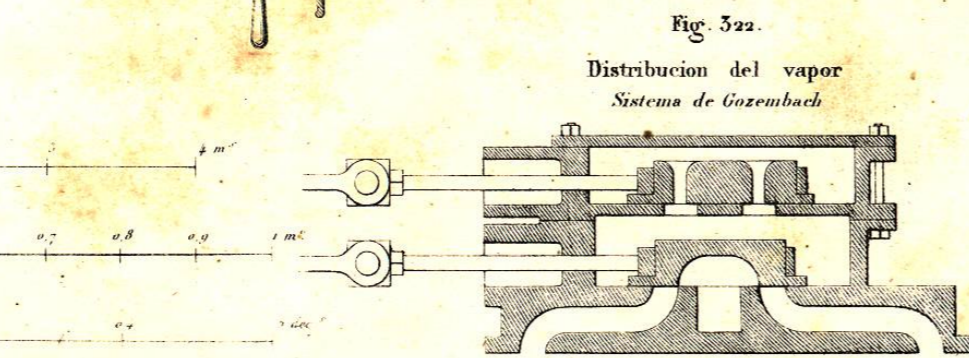 Fig. 322.
Distribucion del vapor
Sistema de Gozembach
4 m.s
0,7 0,8 0,9 1 m.s
0,4